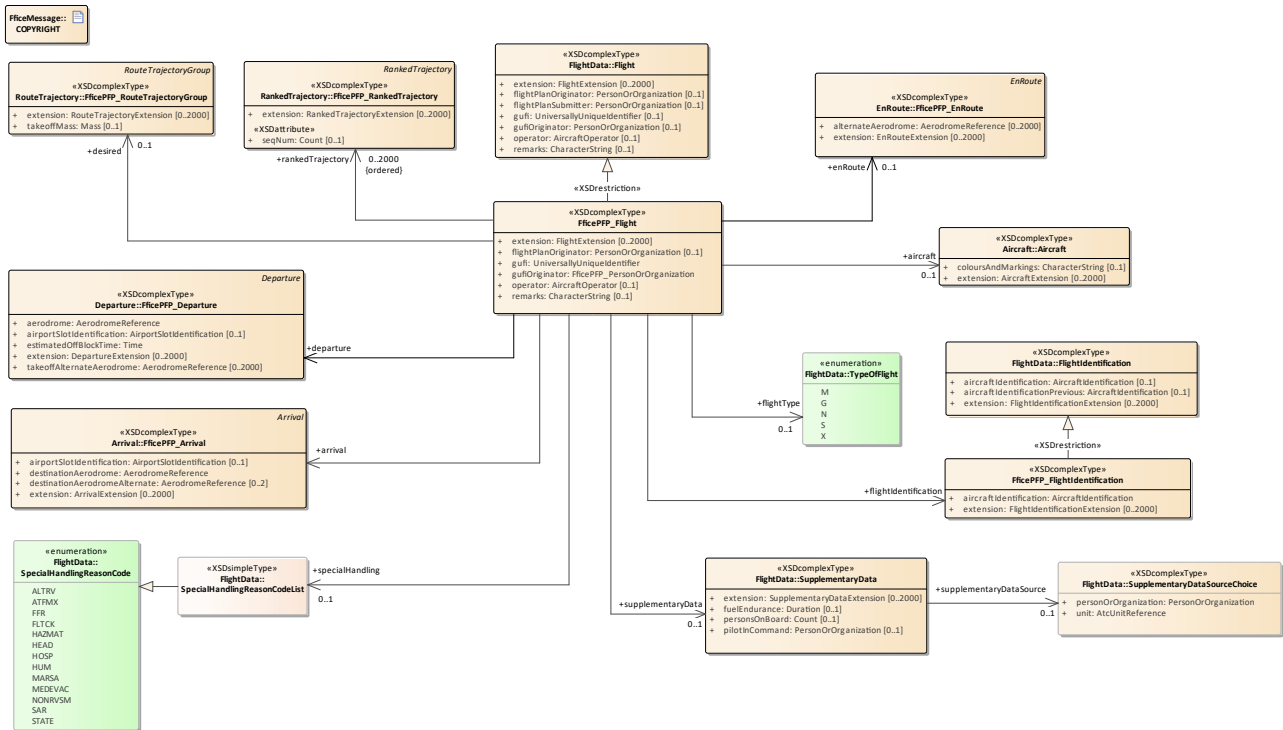 FficeMessage::
COPYRIGHT
RouteTrajectoryGroup
«XSDcomplexType»
RouteTrajectory::FficePFP_RouteTrajectoryGroup
+ extension: RouteTrajectoryExtension [0..2000]
+ takeoffMass: Mass [0..1]
+desired
0..1
RankedTrajectory
«XSDcomplexType»
RankedTrajectory::FficePFP_RankedTrajectory
+ extension: RankedTrajectoryExtension [0..2000]
«XSDattribute»
+ seqNum: Count [0..1]
+rankedTrajectory
0..2000
{ordered}
«XSDcomplexType»
FlightData::Flight
+ extension: FlightExtension [0..2000]
+ flightPlanOriginator: PersonOrOrganization [0..1]
+ flightPlanSubmitter: PersonOrOrganization [0..1]
+ gufi: UniversallyUniqueIdentifier [0..1]
+ gufiOriginator: PersonOrOrganization [0..1]
+ operator: AircraftOperator [0..1]
+ remarks: CharacterString [0..1]
«XSDrestriction»
EnRoute
«XSDcomplexType»
EnRoute::FficePFP_EnRoute
+ alternateAerodrome: AerodromeReference [0..2000]
+ extension: EnRouteExtension [0..2000]
+enRoute
0..1
«XSDcomplexType»
FficePFP_Flight
+ extension: FlightExtension [0..2000]
+ flightPlanOriginator: PersonOrOrganization [0..1]
+ gufi: UniversallyUniqueIdentifier
+ gufiOriginator: FficePFP_PersonOrOrganization
+ operator: AircraftOperator [0..1]
+ remarks: CharacterString [0..1]
«XSDcomplexType»
Aircraft::Aircraft
+ coloursAndMarkings: CharacterString [0..1]
+ extension: AircraftExtension [0..2000]
+aircraft
0..1
Departure
«XSDcomplexType»
Departure::FficePFP_Departure
+ aerodrome: AerodromeReference
+ airportSlotIdentification: AirportSlotIdentification [0..1]
+ estimatedOffBlockTime: Time
+ extension: DepartureExtension [0..2000]
+ takeoffAlternateAerodrome: AerodromeReference [0..2000]
+departure
«enumeration»
FlightData::TypeOfFlight
M
G
N
S
X
+flightType
0..1
«XSDcomplexType»
FlightData::FlightIdentification
+ aircraftIdentification: AircraftIdentification [0..1]
+ aircraftIdentificationPrevious: AircraftIdentification [0..1]
+ extension: FlightIdentificationExtension [0..2000]
«XSDrestriction»
Arrival
«XSDcomplexType»
Arrival::FficePFP_Arrival
+ airportSlotIdentification: AirportSlotIdentification [0..1]
+ destinationAerodrome: AerodromeReference
+ destinationAerodromeAlternate: AerodromeReference [0..2]
+ extension: ArrivalExtension [0..2000]
+arrival
«XSDcomplexType»
FficePFP_FlightIdentification
+ aircraftIdentification: AircraftIdentification
+ extension: FlightIdentificationExtension [0..2000]
+flightIdentification
«enumeration»
FlightData::
SpecialHandlingReasonCode
ALTRV
ATFMX
FFR
FLTCK
HAZMAT
HEAD
HOSP
HUM
MARSA
MEDEVAC
NONRVSM
SAR
STATE
«XSDsimpleType»
FlightData::
SpecialHandlingReasonCodeList
+specialHandling
0..1
«XSDcomplexType»
FlightData::SupplementaryData
+ extension: SupplementaryDataExtension [0..2000]
+ fuelEndurance: Duration [0..1]
+ personsOnBoard: Count [0..1]
+ pilotInCommand: PersonOrOrganization [0..1]
+supplementaryData
0..1
+supplementaryDataSource
0..1
«XSDcomplexType»
FlightData::SupplementaryDataSourceChoice
+ personOrOrganization: PersonOrOrganization
+ unit: AtcUnitReference